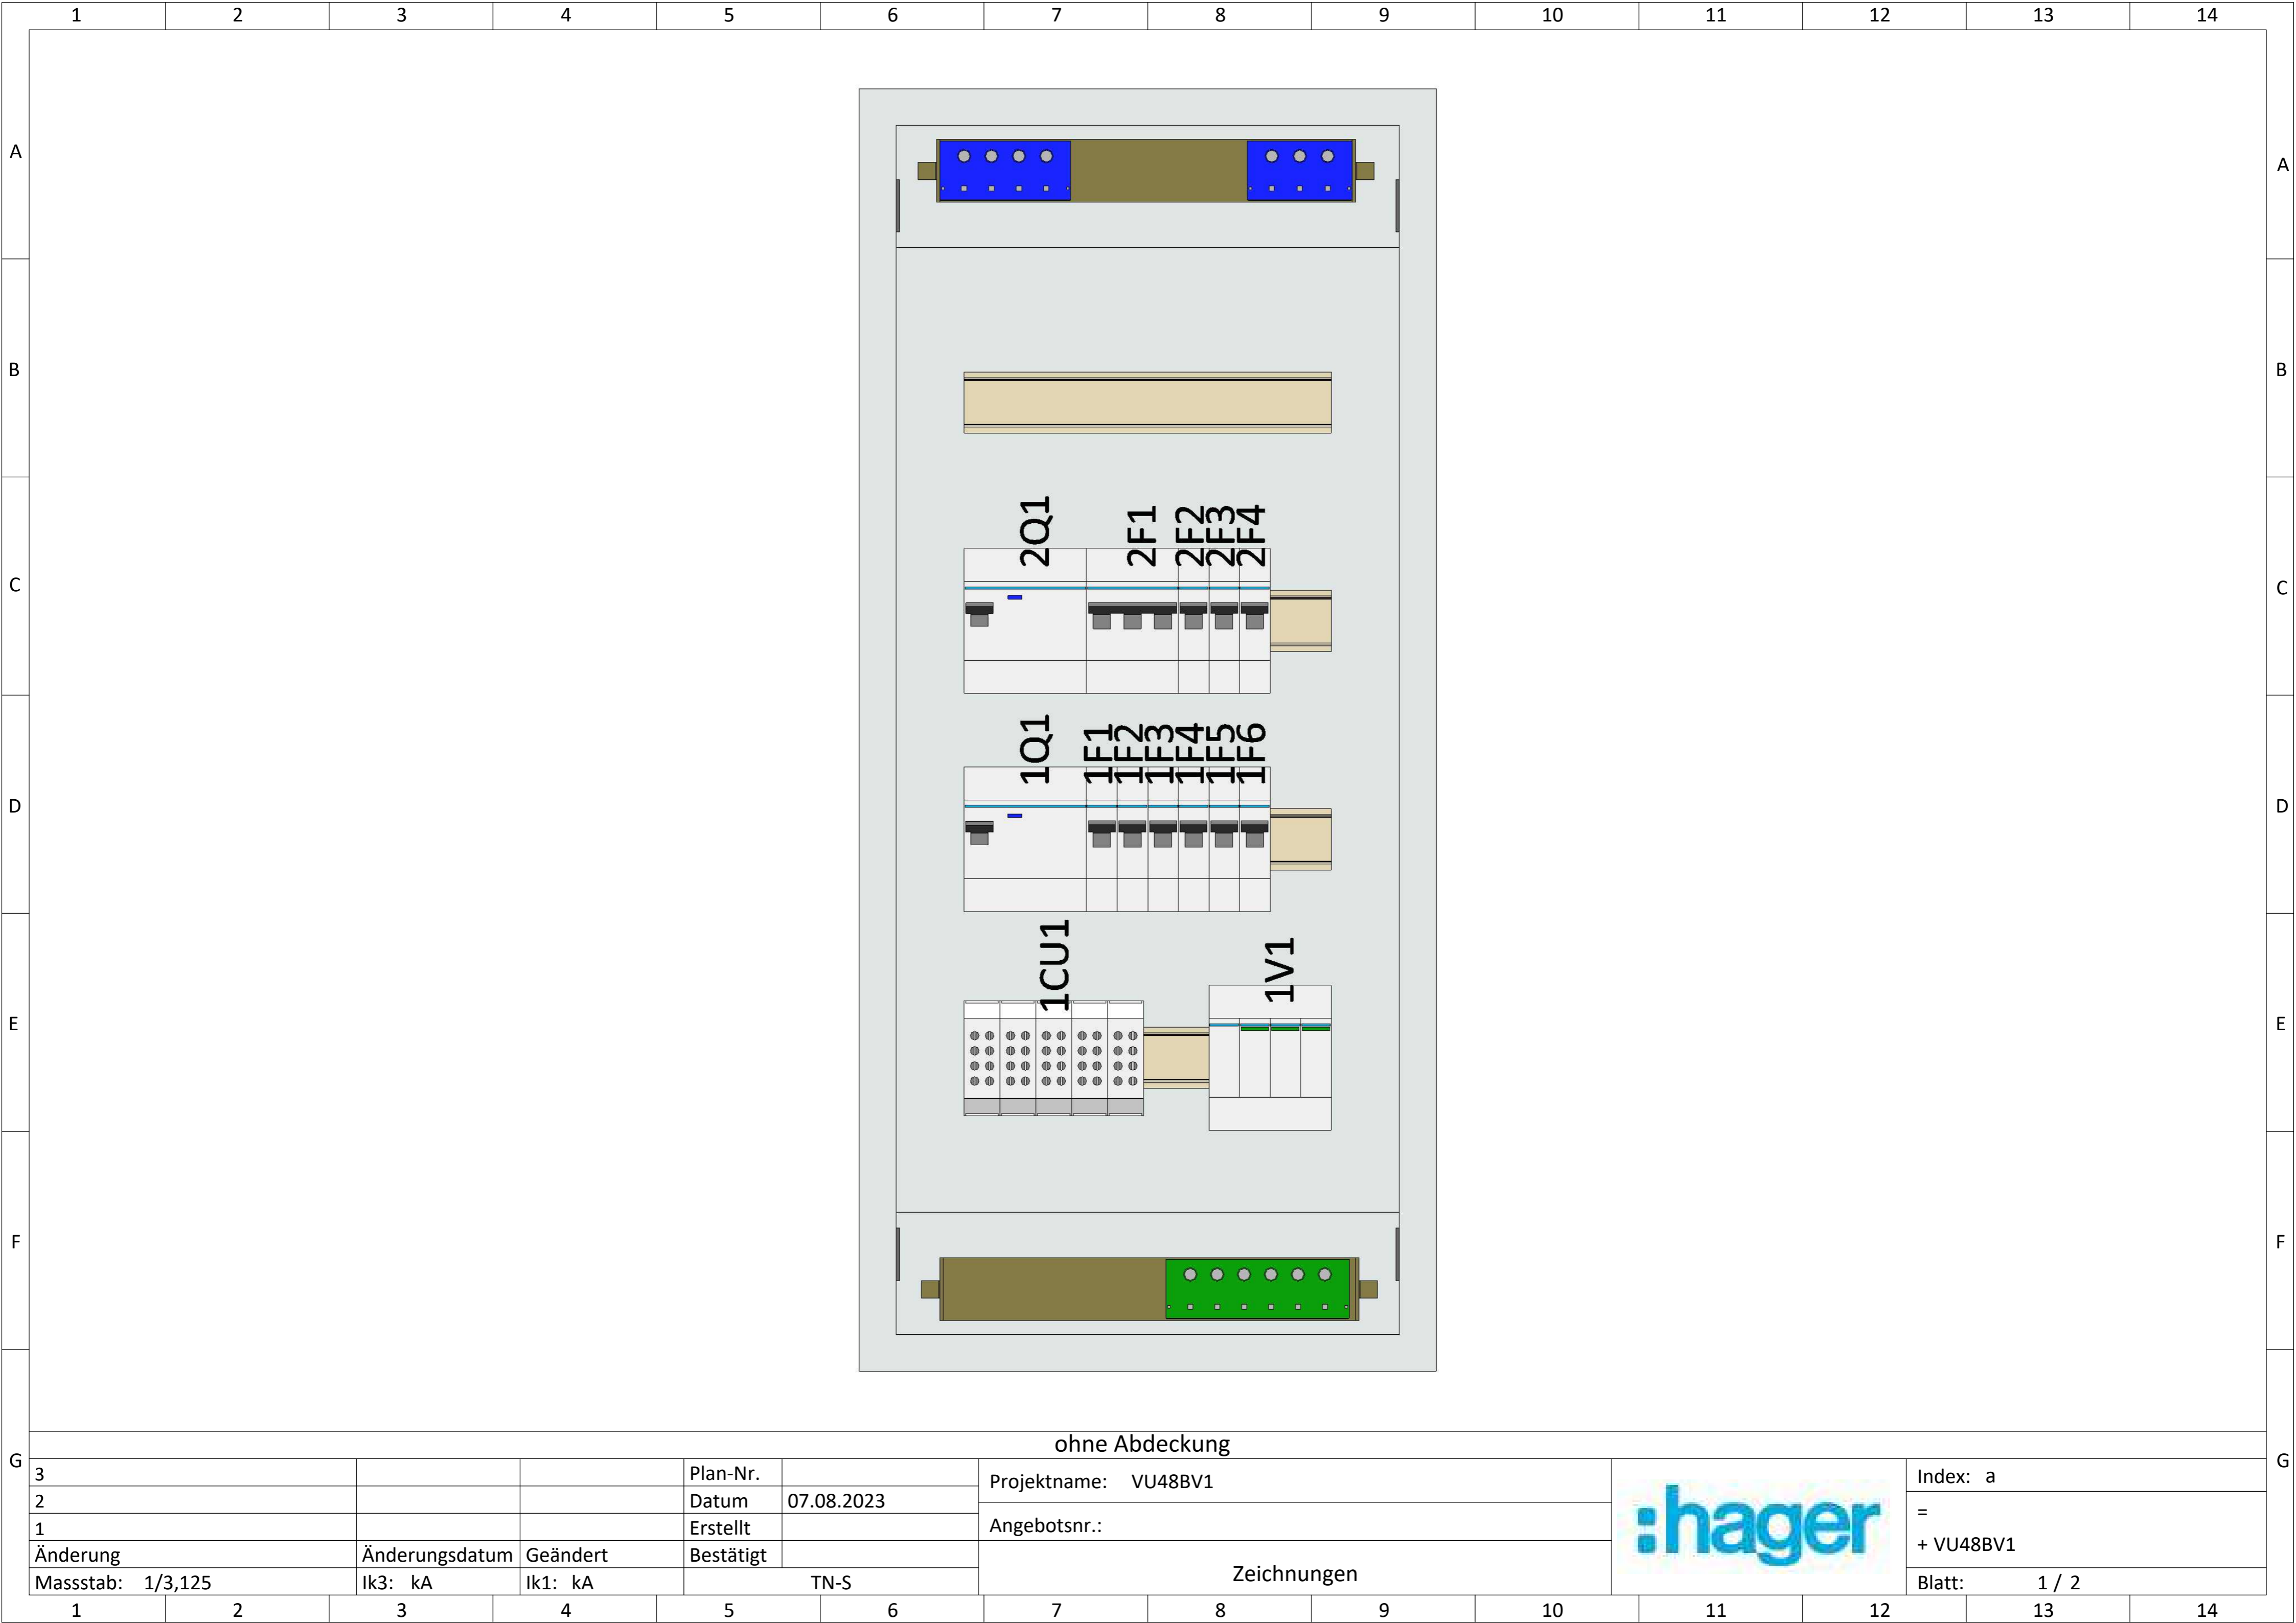 1 2 3 4 5 6 7 8 9 10 11 12 13 14
A A
B B
2Q1 2F1 2F2 2F3 2F4
C C
1Q1 1F1 1F2 1F3 1F4 1F5 1F6
D D
1CU1 1V1
E E
F F
G G
ohne Abdeckung
3
2
1
Änderung Änderungsdatum Geändert
Massstab: 1/3,125 Ik3: kA Ik1: kA
Plan-Nr.
Datum 07.08.2023
Erstellt
Bestätigt
TN-S
Projektname: VU48BV1
Angebotsnr.:
Zeichnungen
:hager
Index: a
=
+ VU48BV1
Blatt: 1 / 2
1 2 3 4 5 6 7 8 9 10 11 12 13 14